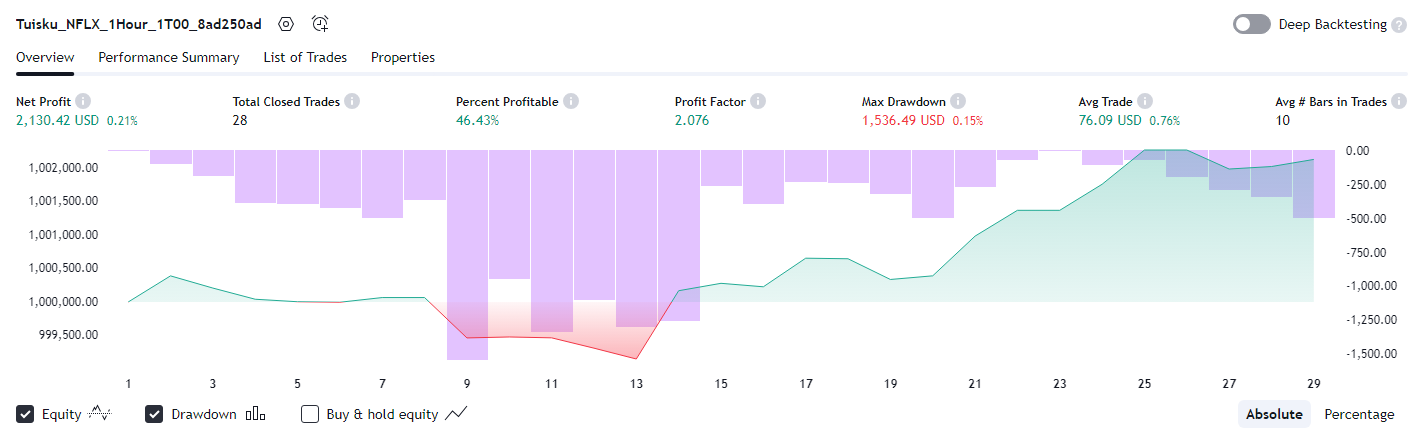 Tuisku_NFLX_1Hour_1T00_8ad250ad
Deep Backtesting ?
Overview Performance Summary List of Trades Properties
Net Profit Total Closed Trades Percent Profitable Profit Factor Max Drawdown Avg Trade Avg # Bars in Trades
2,130.42 USD 0.21% 28 46.43% 2.076 1,536.49 USD 0.15% 76.09 USD 0.76% 10
1,002,000.00
1,001,500.00
1,001,000.00
1,000,500.00
1,000,000.00
999,500.00
0.00
-250.00
-500.00
-750.00
-1,000.00
-1,250.00
-1,500.00
1 3 5 7 9 11 13 15 17 19 21 23 25 27 29
Equity Drawdown Buy & hold equity Absolute Percentage